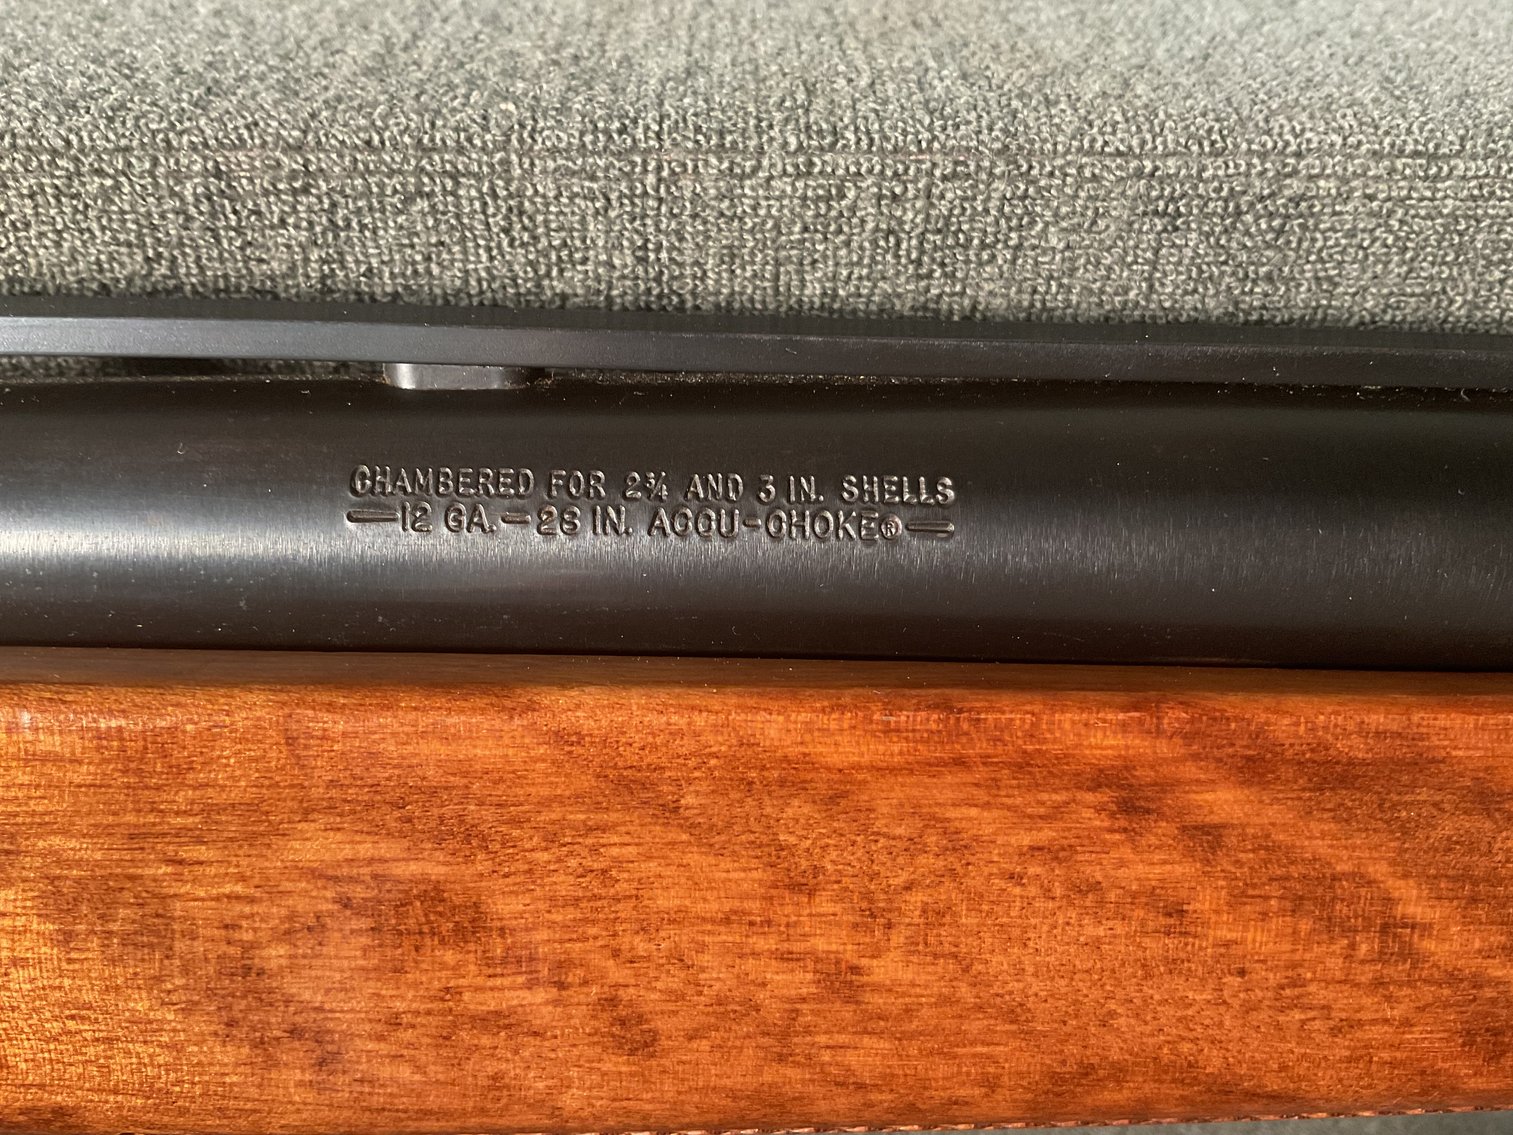 CHAMBERED FOR 2¾ AND 3 IN. SHELLS
—12 GA.—28 IN. ACCU-CHOKE®—